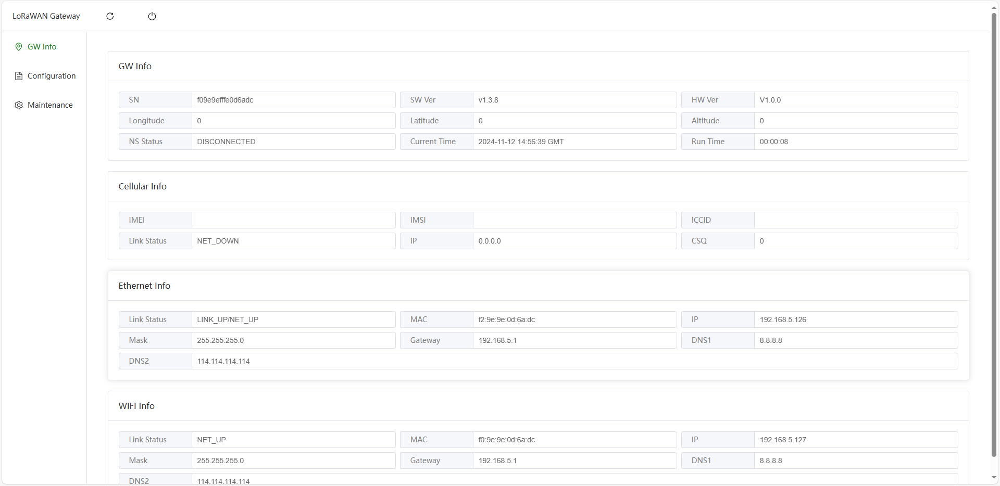 LoRaWAN Gateway
GW Info
Configuration
Maintenance
GW Info
SN f09e9efffe0d6adc SW Ver v1.3.8 HW Ver V1.0.0
Longitude 0 Latitude 0 Altitude 0
NS Status DISCONNECTED Current Time 2024-11-12 14:56:39 GMT Run Time 00:00:08
Cellular Info
IMEI IMSI ICCID
Link Status NET_DOWN IP 0.0.0.0 CSQ 0
Ethernet Info
Link Status LINK_UP/NET_UP MAC f2:9e:9e:0d:6a:dc IP 192.168.5.126
Mask 255.255.255.0 Gateway 192.168.5.1 DNS1 8.8.8.8
DNS2 114.114.114.114
WIFI Info
Link Status NET_UP MAC f0:9e:9e:0d:6a:dc IP 192.168.5.127
Mask 255.255.255.0 Gateway 192.168.5.1 DNS1 8.8.8.8
DNS2 114.114.114.114